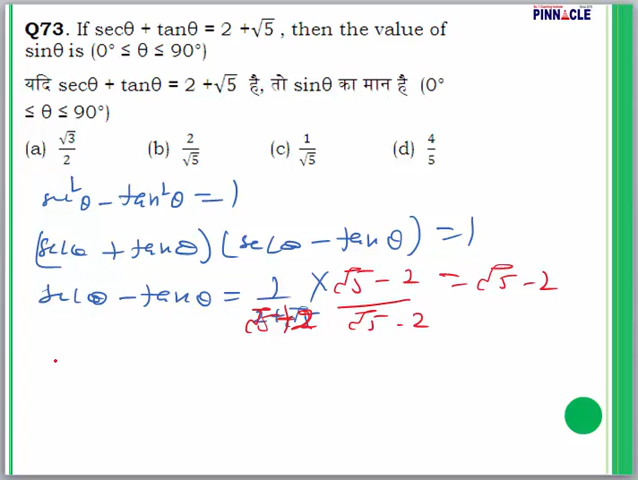 PINNACLE
Q73. If secθ + tanθ = 2 +√5 , then the value of
sinθ is (0° ≤ θ ≤ 90°)
यदि secθ + tanθ = 2 +√5 है, तो sinθ का मान है (0°
≤ θ ≤ 90°)
(a) √3/2 (b) 2/√5 (c) 1/√5 (d) 4/5
sec²θ - tan²θ = 1
(secθ + tanθ) (secθ - tanθ) = 1
secθ - tanθ = 1/(√5+2) × (√5 - 2)/(√5 - 2) = √5 - 2